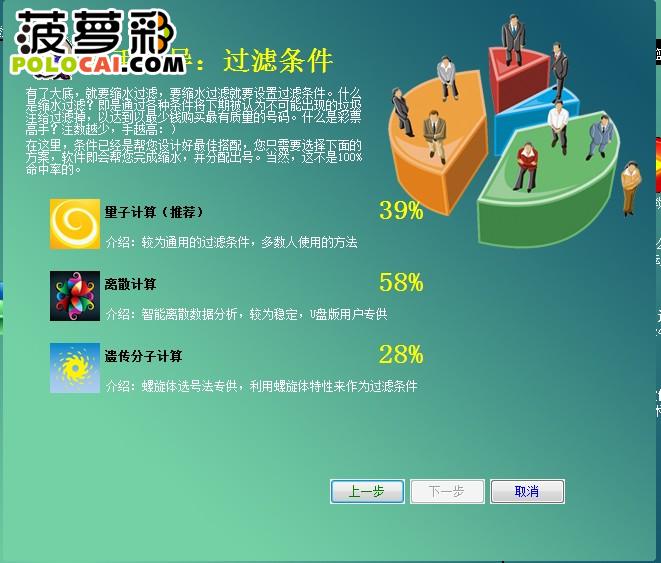 菠萝彩
POLOCAI.COM
导：过滤条件
有了大底，就要缩水过滤，要缩水过滤就要设置过滤条件。什么
是缩水过滤？即是通过各种条件将下期被认为不可能出现的垃圾
注给过滤掉，以达到以最少钱购买最有质量的号码。什么是彩票
高手？注数越少，手越高：）
在这里，条件已经是帮您设计好最佳搭配，您只需要选择下面的
方案，软件即会帮您完成缩水，并分配出号。当然，这不是100%
命中率的。
量子计算（推荐）
39%
介绍：较为通用的过滤条件，多数人使用的方法
离散计算
58%
介绍：智能离散数据分析，较为稳定，U盘版用户专供
遗传分子计算
28%
介绍：螺旋体选号法专供，利用螺旋体特性来作为过滤条件
上一步
下一步
取消